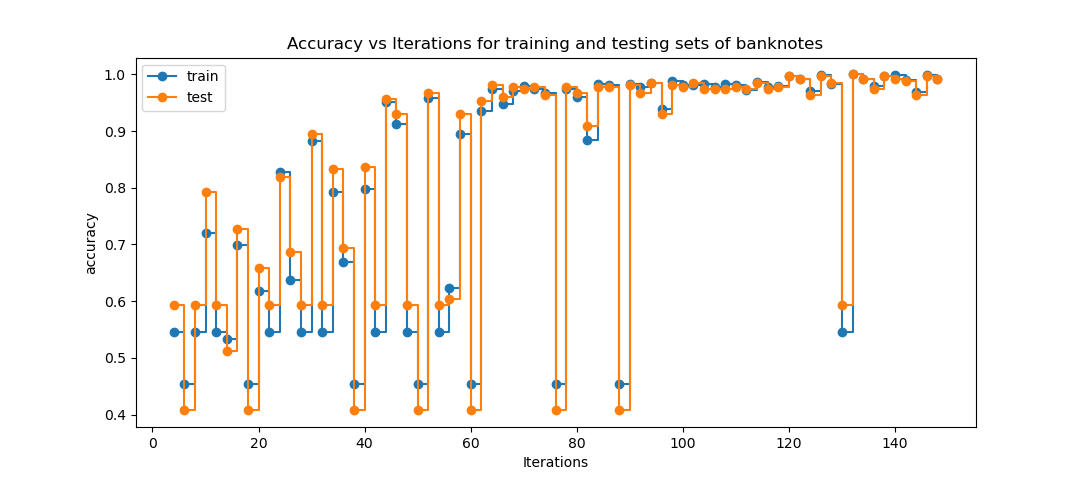 Accuracy vs Iterations for training and testing sets of banknotes
train
test
accuracy
1.0
0.9
0.8
0.7
0.6
0.5
0.4
0 20 40 60 80 100 120 140
Iterations